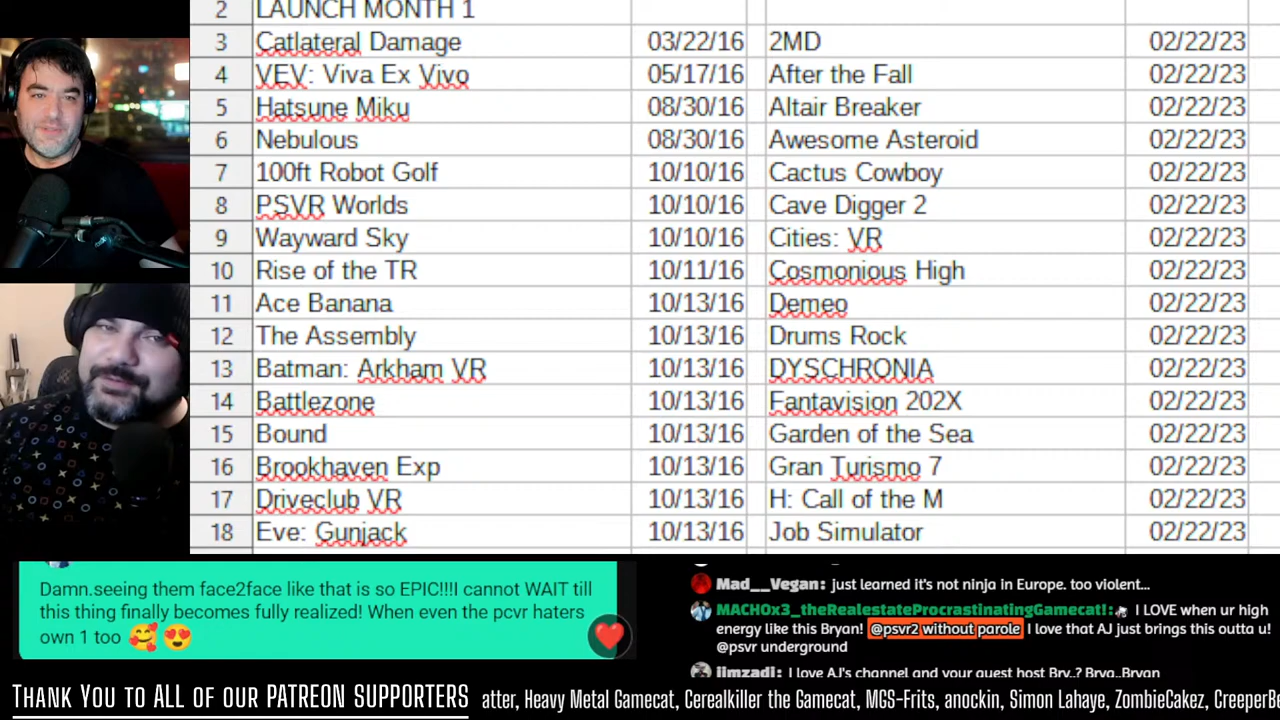 2 LAUNCH MONTH 1
3 Catlateral Damage 03/22/16 2MD 02/22/23
4 VEV: Viva Ex Vivo 05/17/16 After the Fall 02/22/23
5 Hatsune Miku 08/30/16 Altair Breaker 02/22/23
6 Nebulous 08/30/16 Awesome Asteroid 02/22/23
7 100ft Robot Golf 10/10/16 Cactus Cowboy 02/22/23
8 PSVR Worlds 10/10/16 Cave Digger 2 02/22/23
9 Wayward Sky 10/10/16 Cities: VR 02/22/23
10 Rise of the TR 10/11/16 Cosmonious High 02/22/23
11 Ace Banana 10/13/16 Demeo 02/22/23
12 The Assembly 10/13/16 Drums Rock 02/22/23
13 Batman: Arkham VR 10/13/16 DYSCHRONIA 02/22/23
14 Battlezone 10/13/16 Fantavision 202X 02/22/23
15 Bound 10/13/16 Garden of the Sea 02/22/23
16 Brookhaven Exp 10/13/16 Gran Turismo 7 02/22/23
17 Driveclub VR 10/13/16 H: Call of the M 02/22/23
18 Eve: Gunjack 10/13/16 Job Simulator 02/22/23
Damn.seeing them face2face like that is so EPIC!!!I cannot WAIT till
this thing finally becomes fully realized! When even the pcvr haters
own 1 too 🥰😍
Mad__Vegan: just learned it's not ninja in Europe. too violent...
MACHOx3_theRealestateProcrastinatingGamecat!: I LOVE when ur high
energy like this Bryan! @psvr2 without parole I love that AJ just brings this outta u!
@psvr underground
iimzadi: I love AJ's channel and your guest host Bry..? Brya..Bryan
THANK YOU TO ALL OF OUR PATREON SUPPORTERS atter, Heavy Metal Gamecat, Cerealkiller the Gamecat, MGS-Frits, anockin, Simon Lahaye, ZombieCakez, CreeperBo